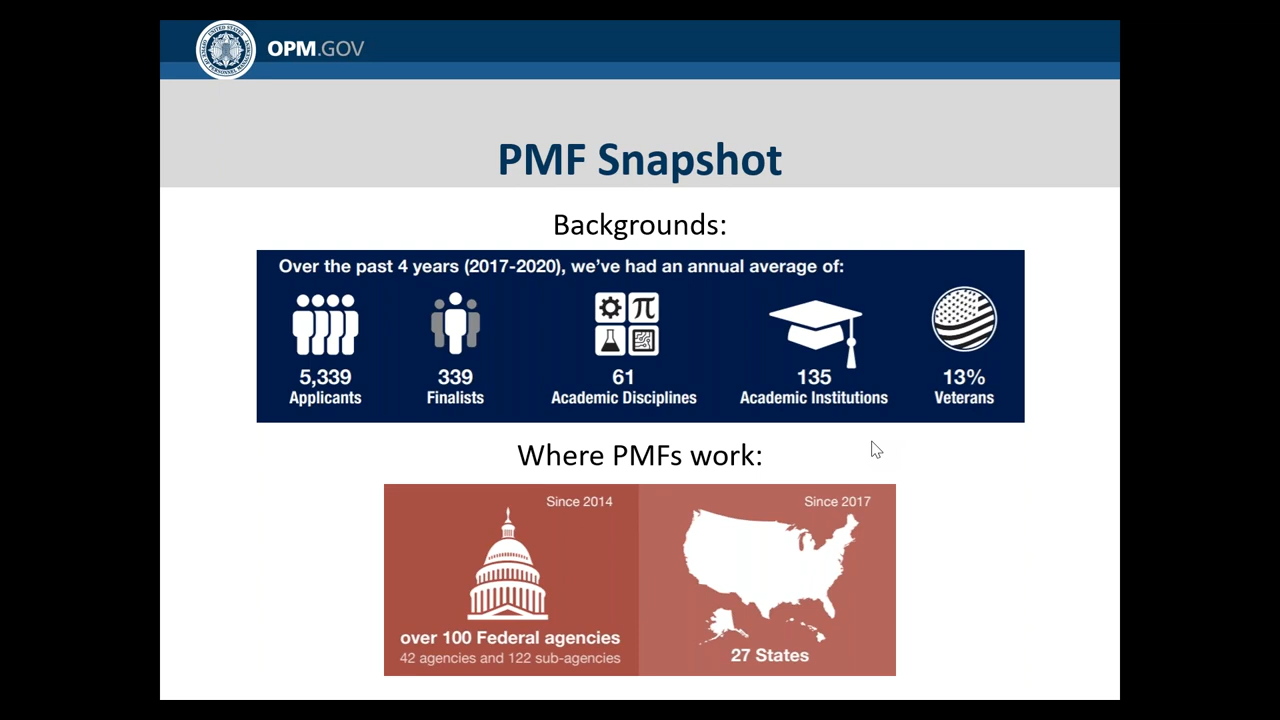 OPM.GOV
PMF Snapshot
Backgrounds:
Over the past 4 years (2017-2020), we've had an annual average of:
5,339
Applicants
339
Finalists
61
Academic Disciplines
135
Academic Institutions
13%
Veterans
Where PMFs work:
Since 2014
over 100 Federal agencies
42 agencies and 122 sub-agencies
Since 2017
27 States